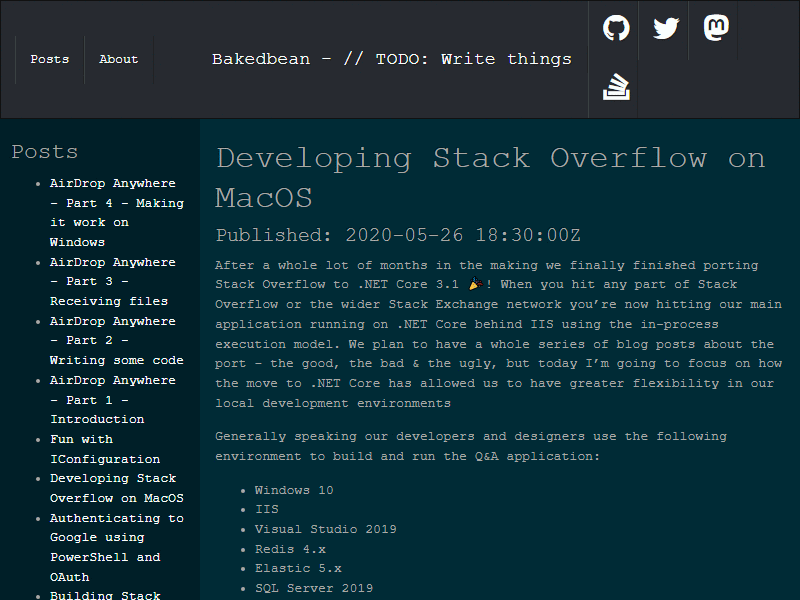 Posts
About
Bakedbean - // TODO: Write things
Posts
AirDrop Anywhere
- Part 4 - Making
it work on
Windows
AirDrop Anywhere
- Part 3 -
Receiving files
AirDrop Anywhere
- Part 2 -
Writing some code
AirDrop Anywhere
- Part 1 -
Introduction
Fun with
IConfiguration
Developing Stack
Overflow on MacOS
Authenticating to
Google using
PowerShell and
OAuth
Building Stack
Developing Stack Overflow on
MacOS
Published: 2020-05-26 18:30:00Z
After a whole lot of months in the making we finally finished porting
Stack Overflow to .NET Core 3.1 🎉! When you hit any part of Stack
Overflow or the wider Stack Exchange network you’re now hitting our main
application running on .NET Core behind IIS using the in-process
execution model. We plan to have a whole series of blog posts about the
port - the good, the bad & the ugly, but today I’m going to focus on how
the move to .NET Core has allowed us to have greater flexibility in our
local development environments
Generally speaking our developers and designers use the following
environment to build and run the Q&A application:
Windows 10
IIS
Visual Studio 2019
Redis 4.x
Elastic 5.x
SQL Server 2019